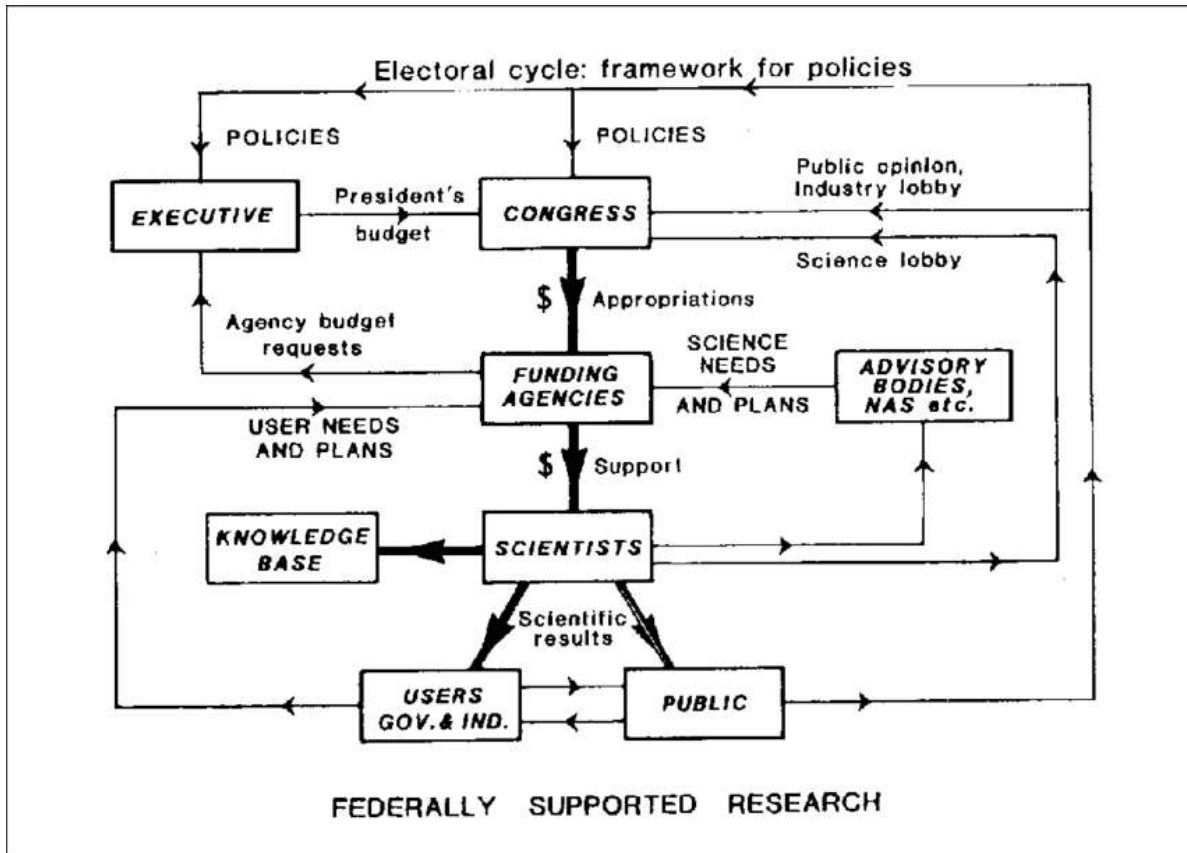 Electoral cycle: framework for policies
POLICIES
POLICIES
Public opinion,
Industry lobby
EXECUTIVE
President's
budget
CONGRESS
Science lobby
$ Appropriations
Agency budget
requests
SCIENCE
NEEDS
AND PLANS
FUNDING
AGENCIES
ADVISORY
BODIES,
NAS etc.
USER NEEDS
AND PLANS
$ Support
KNOWLEDGE
BASE
SCIENTISTS
Scientific
results
USERS
GOV. & IND.
PUBLIC
FEDERALLY SUPPORTED RESEARCH